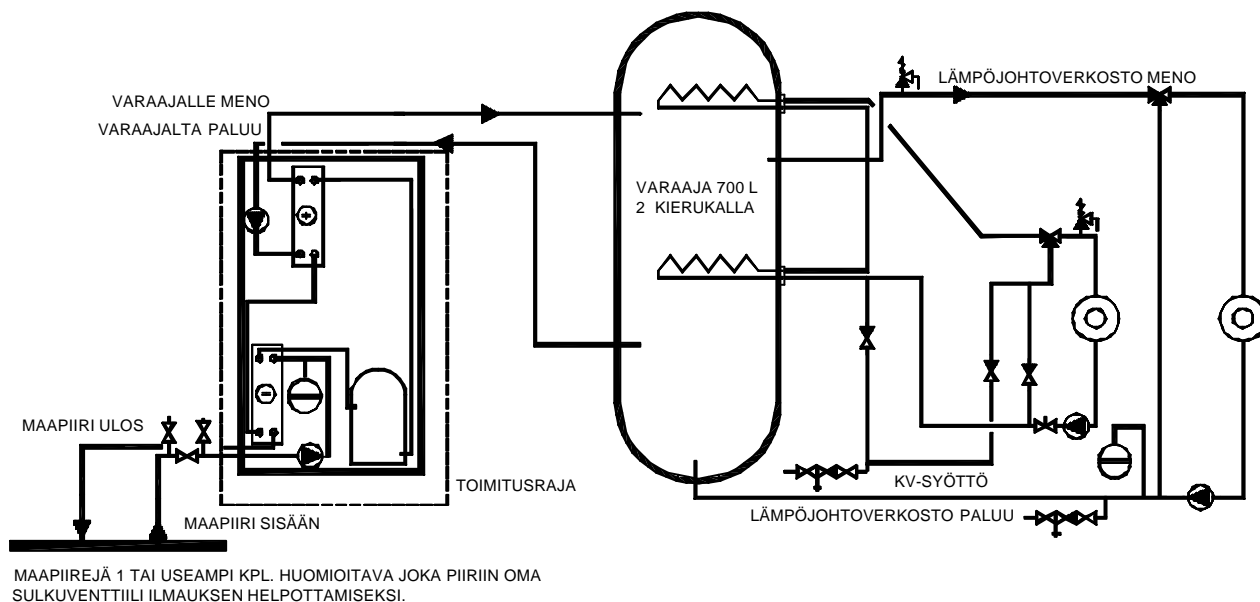 LÄMPÖJOHTOVERKOSTO MENO
VARAAJALLE MENO
VARAAJALTA PALUU
VARAAJA 700 L
2 KIERUKALLA
+
-
MAAPIIRI ULOS
TOIMITUSRAJA
KV-SYÖTTÖ
LÄMPÖJOHTOVERKOSTO PALUU
MAAPIIRI SISÄÄN
MAAPIIREJÄ 1 TAI USEAMPI KPL. HUOMIOITAVA JOKA PIIRIIN OMA
SULKUVENTTIILI ILMAUKSEN HELPOTTAMISEKSI.